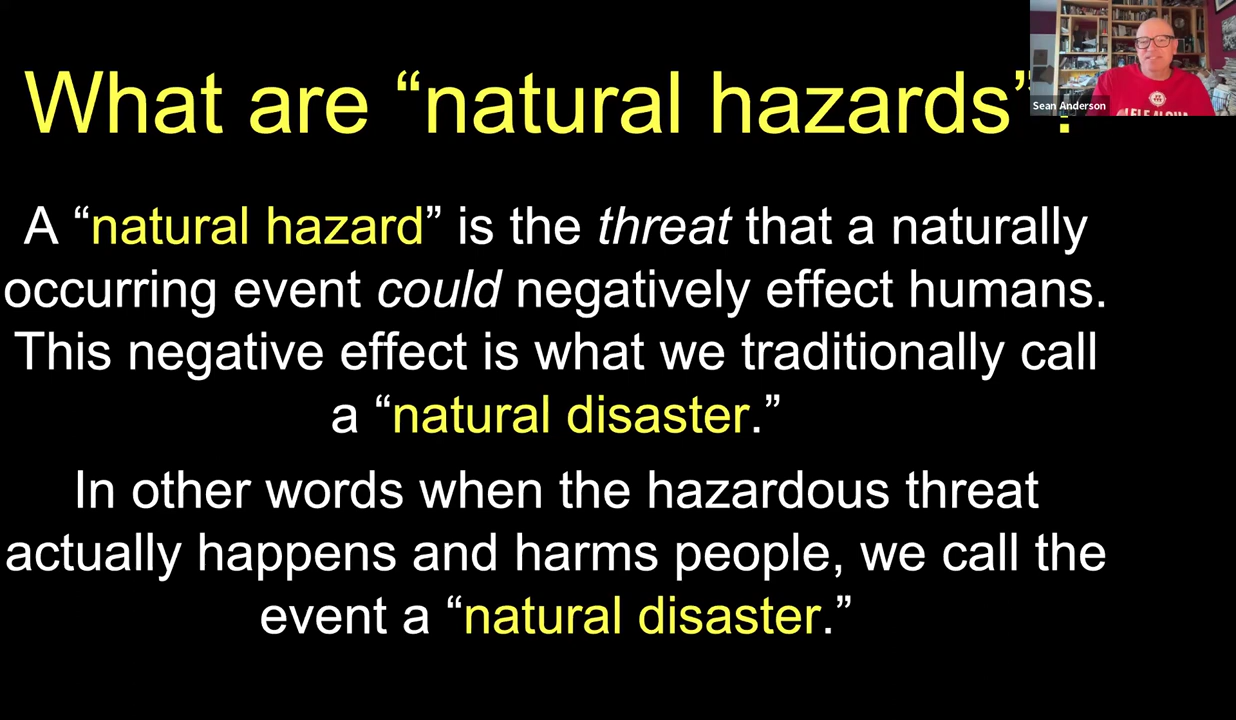 What are “natural hazards”?
Sean Anderson
A “natural hazard” is the threat that a naturally
occurring event could negatively effect humans.
This negative effect is what we traditionally call
a “natural disaster.”
In other words when the hazardous threat
actually happens and harms people, we call the
event a “natural disaster.”